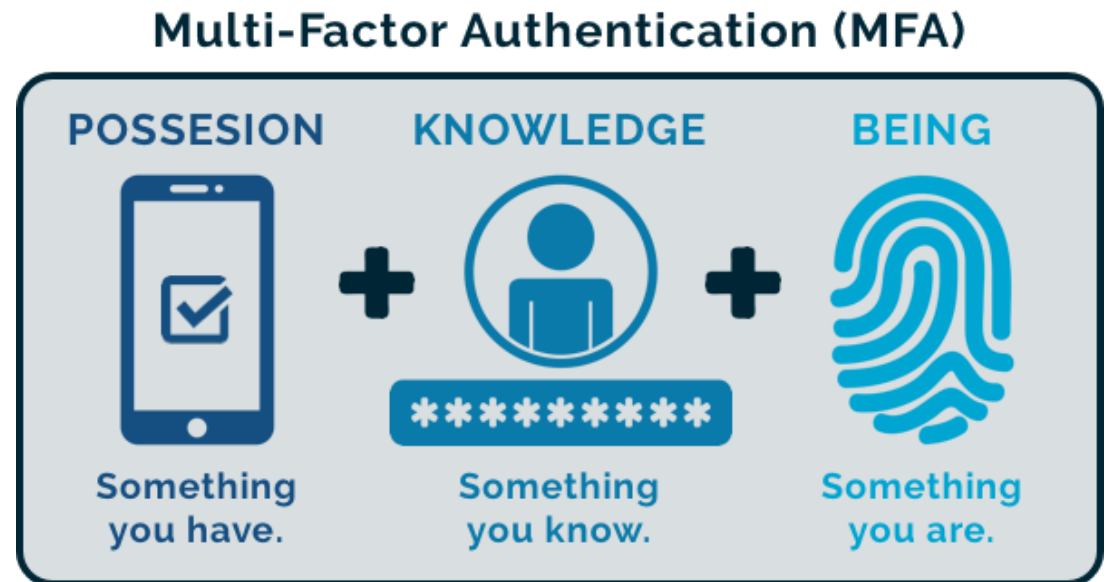 Multi-Factor Authentication (MFA)
POSSESION
KNOWLEDGE
BEING
*********
Something
you have.
Something
you know.
Something
you are.